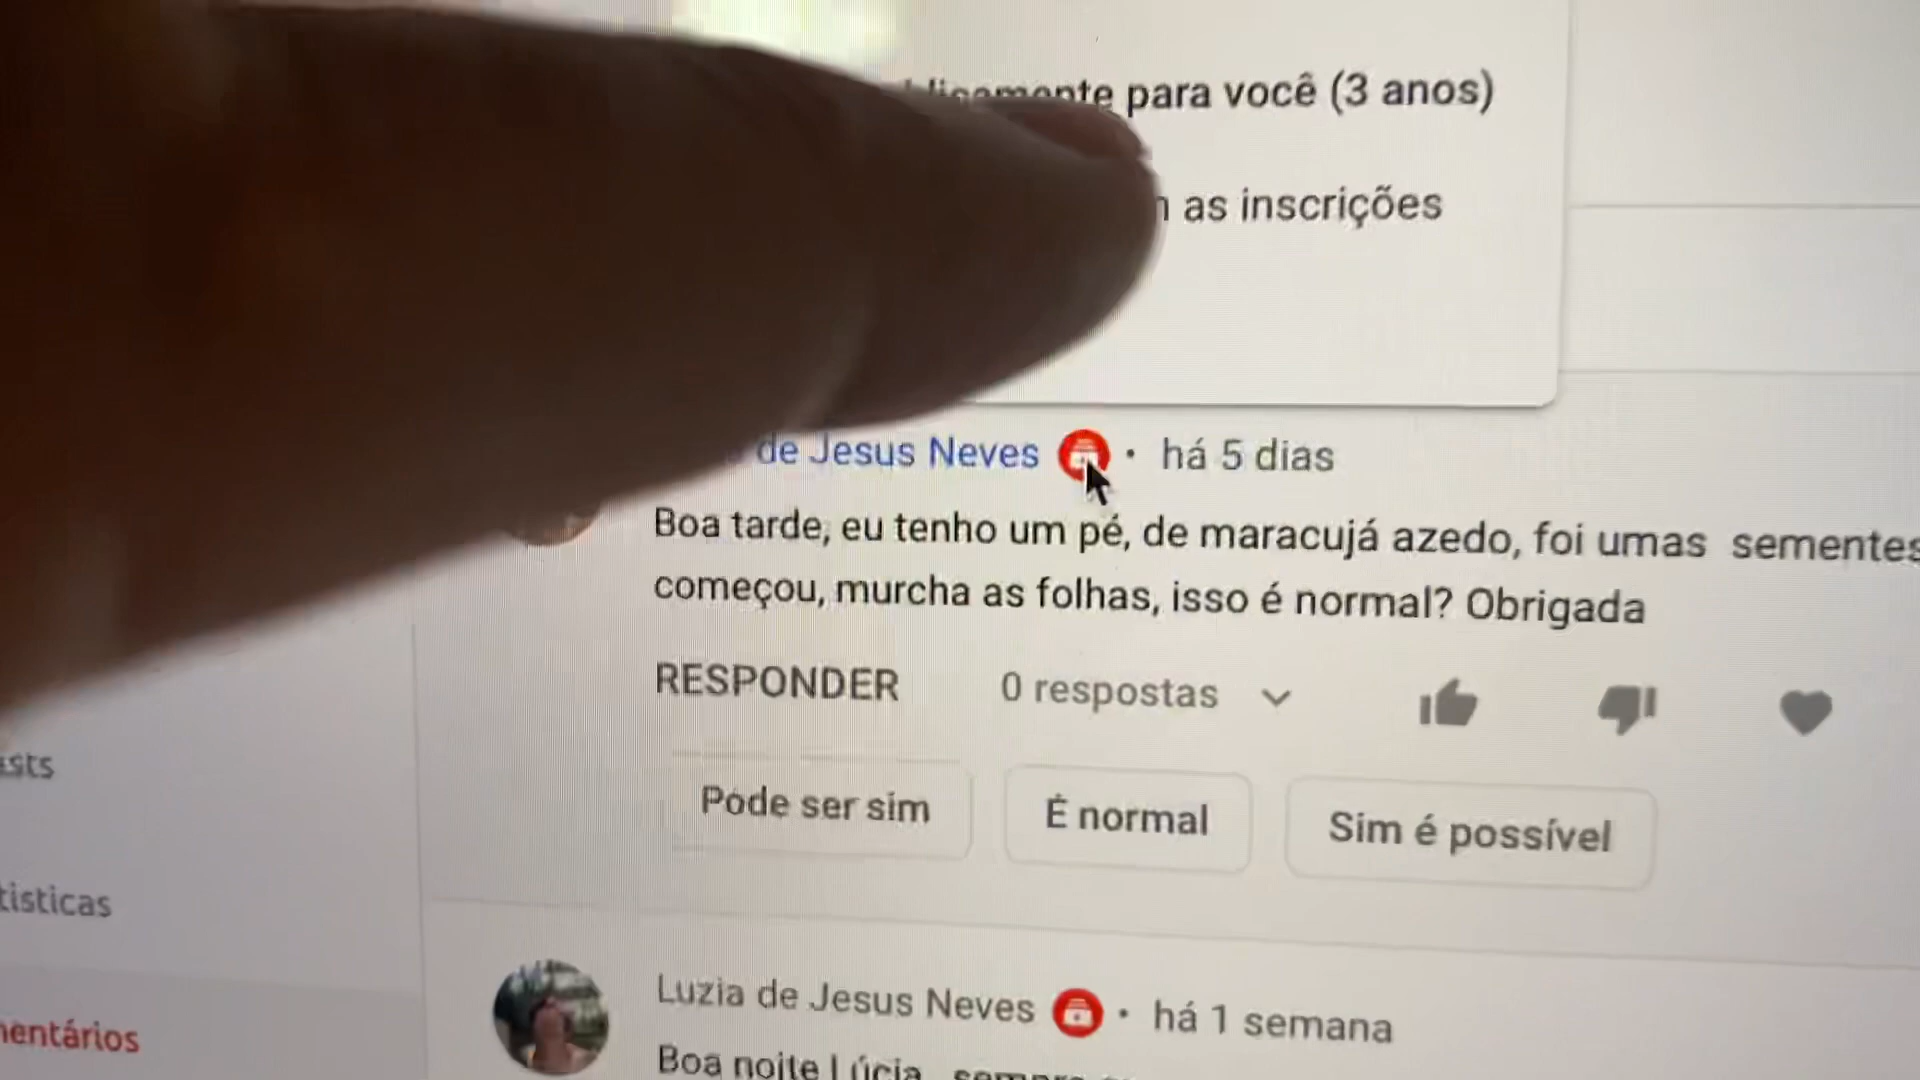 para você (3 anos)
as inscrições
de Jesus Neves • há 5 dias
Boa tarde, eu tenho um pé, de maracujá azedo, foi umas sementes
começou, murcha as folhas, isso é normal? Obrigada
RESPONDER 0 respostas
Pode ser sim É normal Sim é possível
Luzia de Jesus Neves • há 1 semana
Boa noite Lúcia